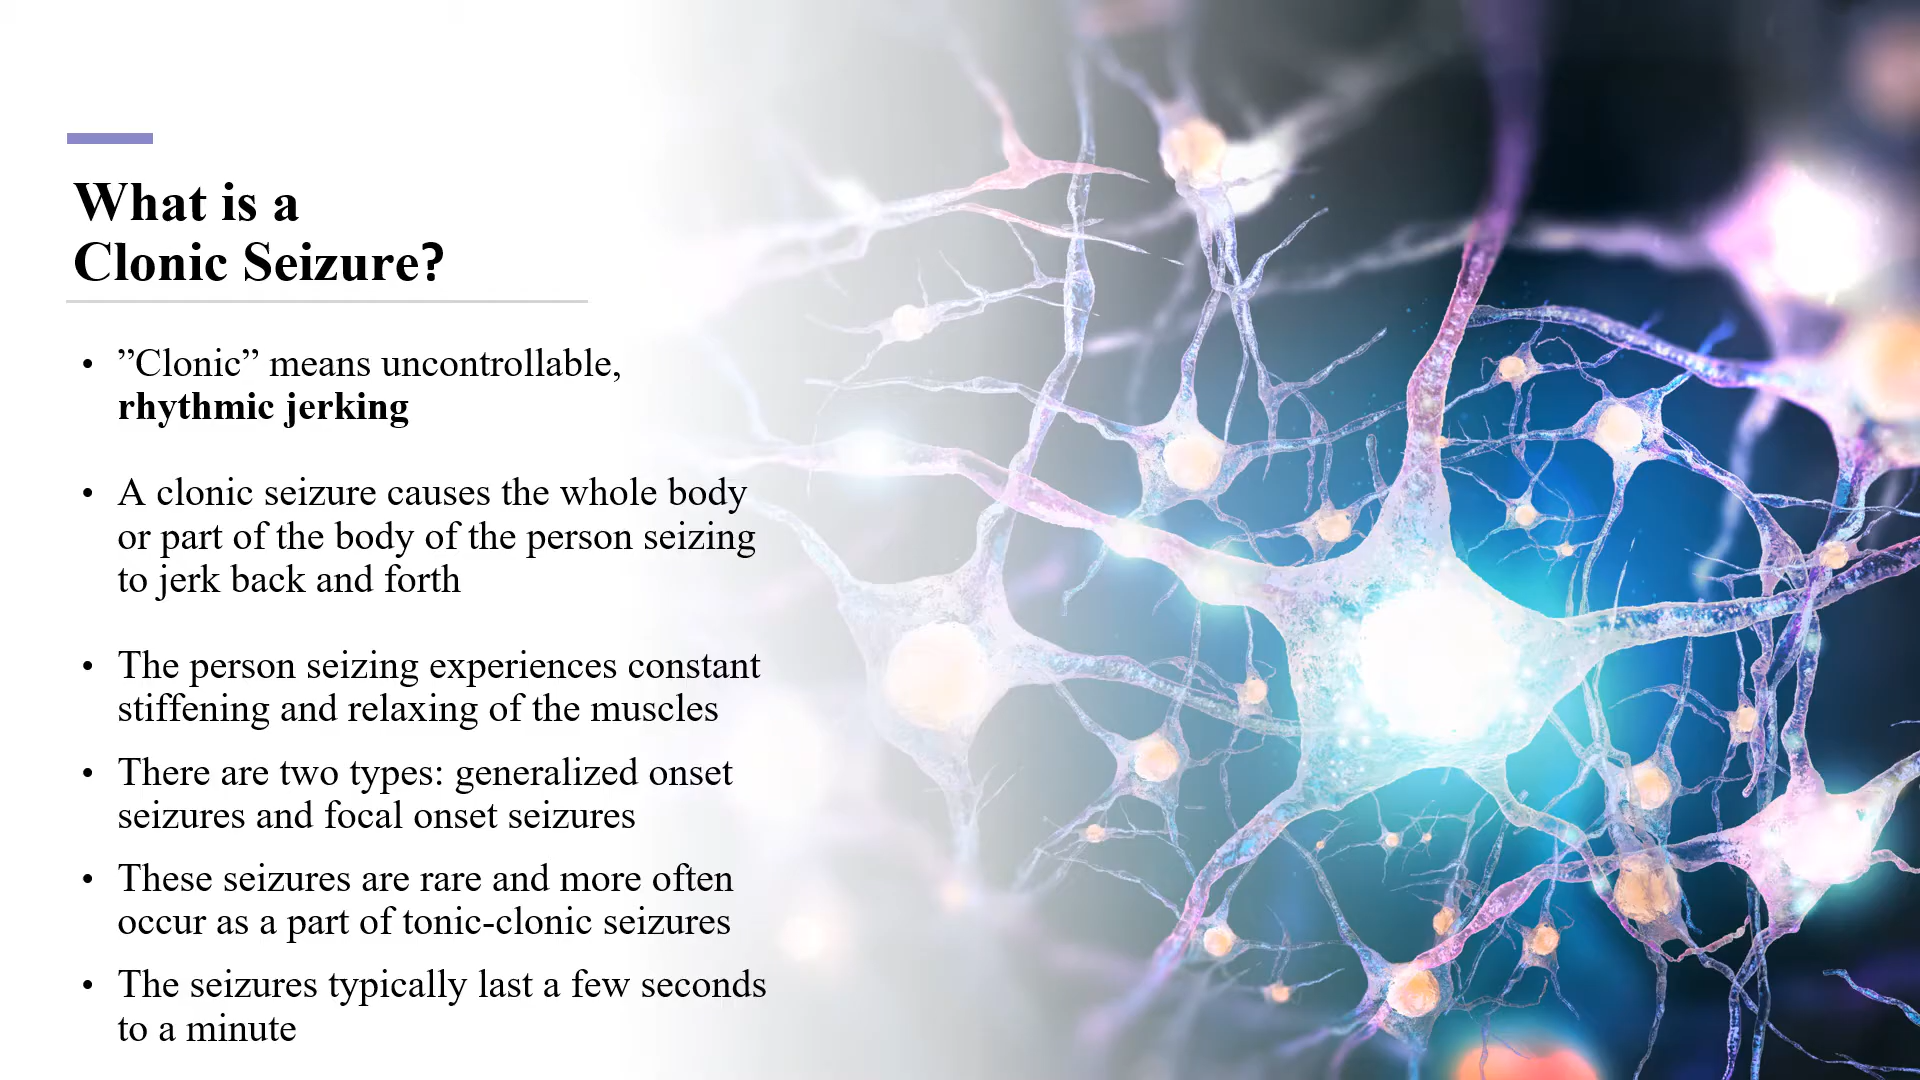 What is a
Clonic Seizure?
• ”Clonic” means uncontrollable,
rhythmic jerking
• A clonic seizure causes the whole body
or part of the body of the person seizing
to jerk back and forth
• The person seizing experiences constant
stiffening and relaxing of the muscles
• There are two types: generalized onset
seizures and focal onset seizures
• These seizures are rare and more often
occur as a part of tonic-clonic seizures
• The seizures typically last a few seconds
to a minute